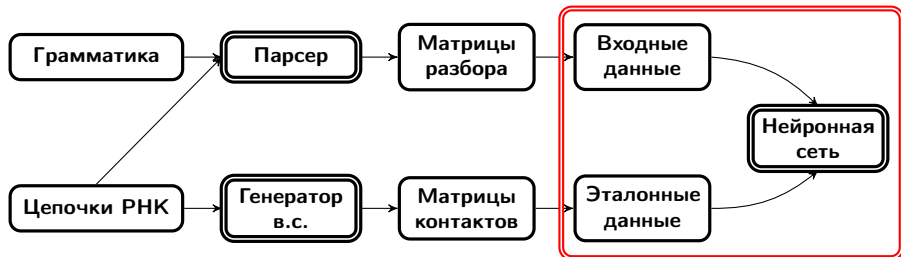 Грамматика
Парсер
Матрицы
разбора
Входные
данные
Нейронная
сеть
Цепочки РНК
Генератор
в.с.
Матрицы
контактов
Эталонные
данные